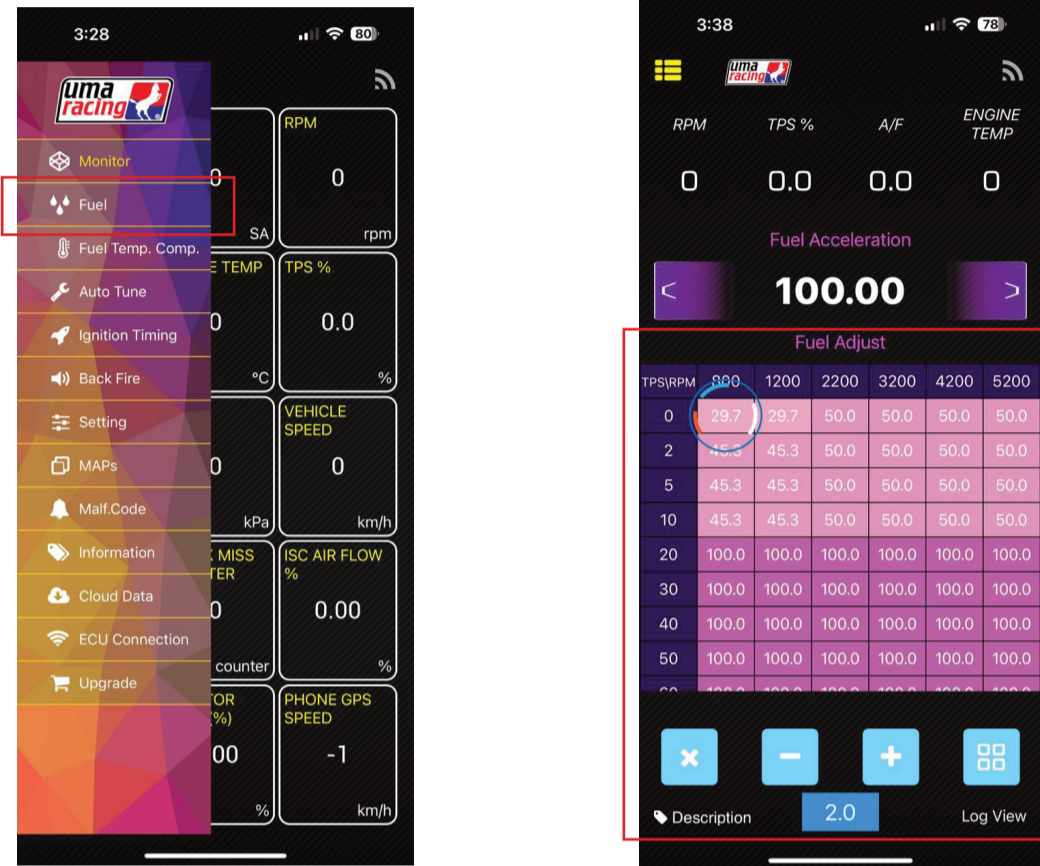 3:28
80
uma
racing
Monitor
Fuel
Fuel Temp. Comp.
Auto Tune
Ignition Timing
Back Fire
Setting
MAPs
Malf.Code
Information
Cloud Data
ECU Connection
Upgrade
0
SA
RPM
0
rpm
TEMP
0
°C
TPS %
0.0
%
0
kPa
VEHICLE
SPEED
0
km/h
MISS
0
counter
ISC AIR FLOW
%
0.00
%
(%)
00
%
PHONE GPS
SPEED
-1
km/h
3:38
78
uma
racing
RPM TPS % A/F ENGINE
TEMP
0 0.0 0.0 0
Fuel Acceleration
< 100.00 >
Fuel Adjust
TPS\RPM 800 1200 2200 3200 4200 5200
0 29.7 29.7 50.0 50.0 50.0 50.0
2 45.3 45.3 50.0 50.0 50.0 50.0
5 45.3 45.3 50.0 50.0 50.0 50.0
10 45.3 45.3 50.0 50.0 50.0 50.0
20 100.0 100.0 100.0 100.0 100.0 100.0
30 100.0 100.0 100.0 100.0 100.0 100.0
40 100.0 100.0 100.0 100.0 100.0 100.0
50 100.0 100.0 100.0 100.0 100.0 100.0
Description 2.0 Log View